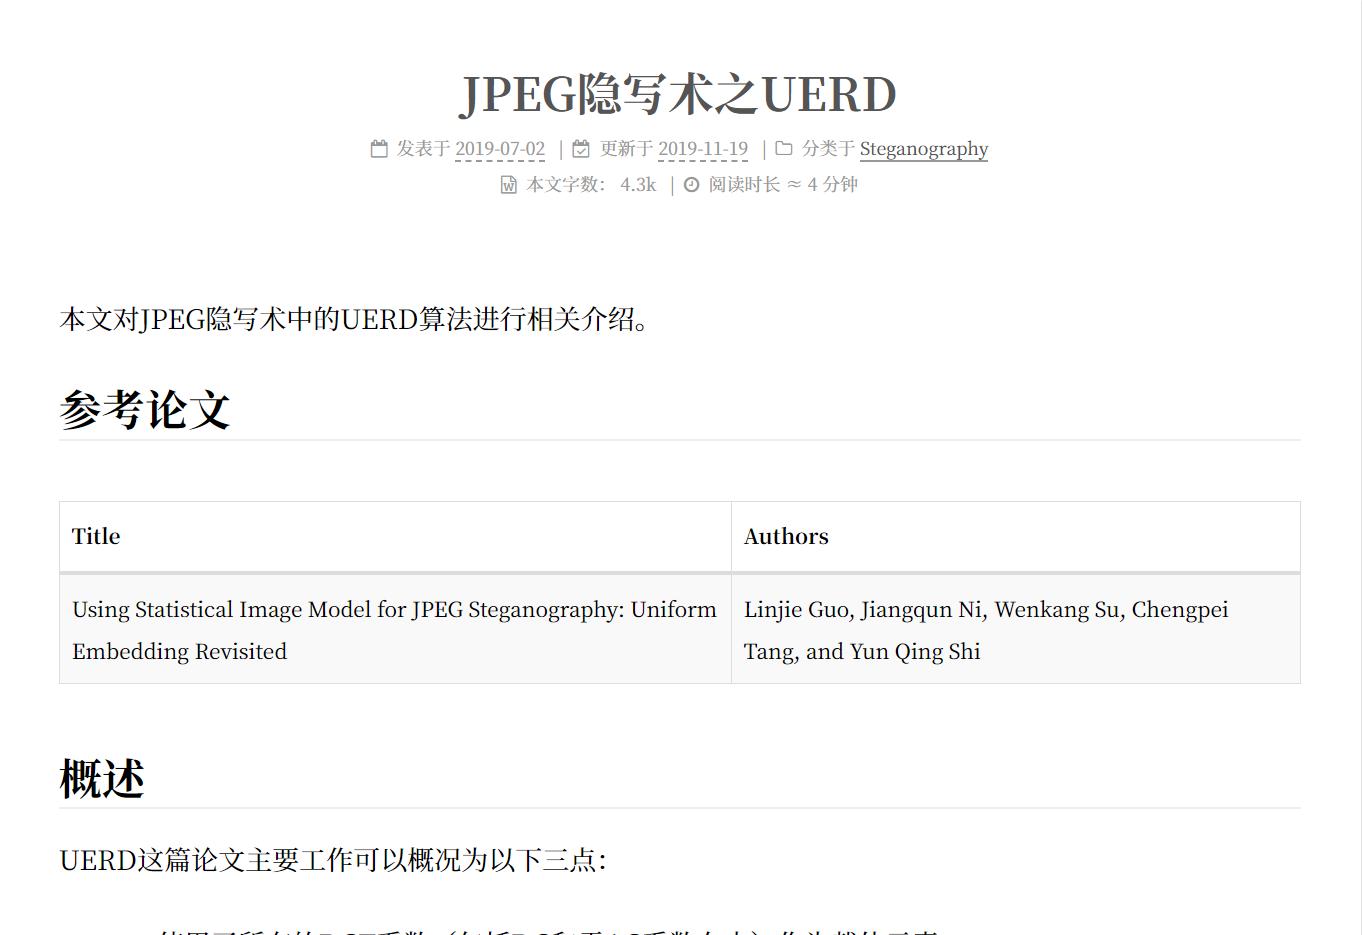 JPEG隐写术之UERD
发表于 2019-07-02 | 更新于 2019-11-19 | 分类于 Steganography
本文字数： 4.3k | 阅读时长 ≈ 4 分钟
本文对JPEG隐写术中的UERD算法进行相关介绍。
参考论文
Title Authors
Using Statistical Image Model for JPEG Steganography: Uniform Linjie Guo, Jiangqun Ni, Wenkang Su, Chengpei
Embedding Revisited Tang, and Yun Qing Shi
概述
UERD这篇论文主要工作可以概况为以下三点：